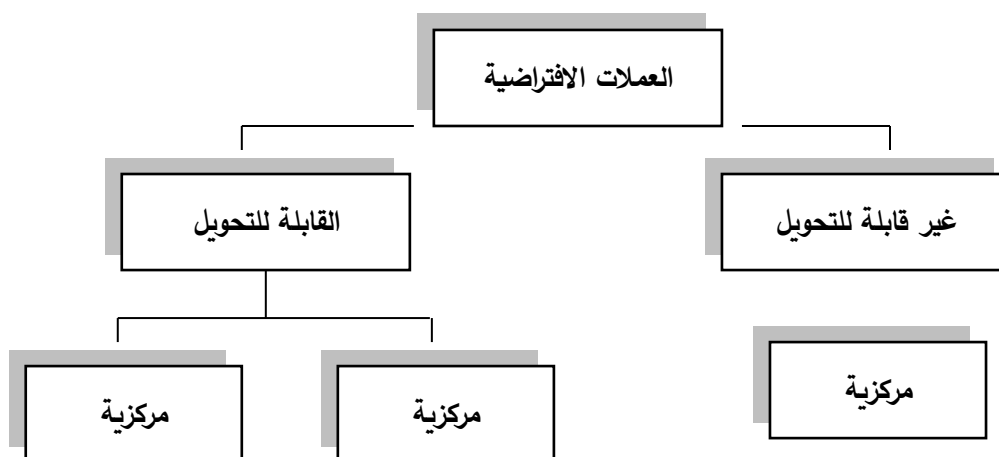 العملات الافتراضية
غير قابلة للتحويل
القابلة للتحويل
مركزية
مركزية
مركزية